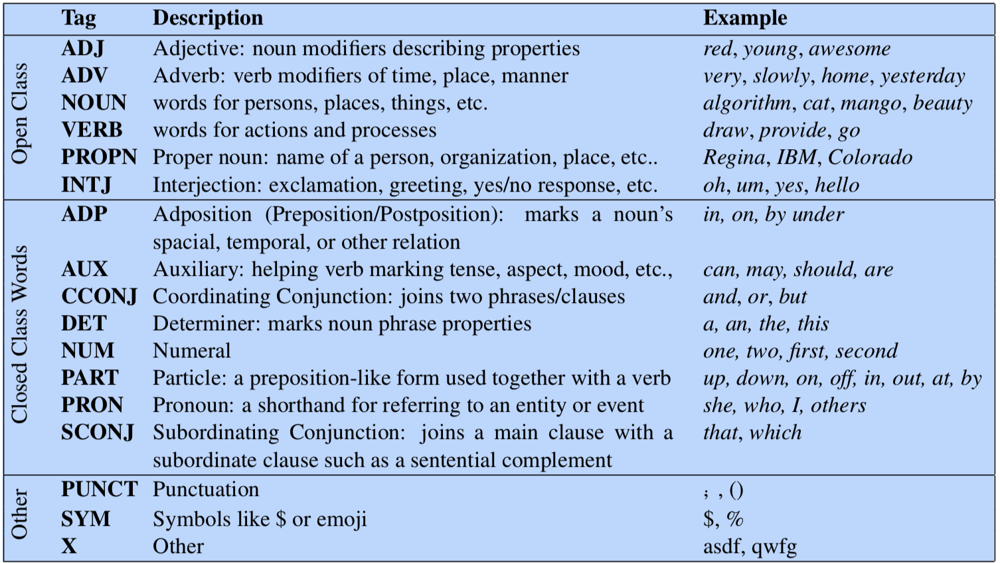 Tag Description Example
Open Class
ADJ Adjective: noun modifiers describing properties red, young, awesome
ADV Adverb: verb modifiers of time, place, manner very, slowly, home, yesterday
NOUN words for persons, places, things, etc. algorithm, cat, mango, beauty
VERB words for actions and processes draw, provide, go
PROPN Proper noun: name of a person, organization, place, etc.. Regina, IBM, Colorado
INTJ Interjection: exclamation, greeting, yes/no response, etc. oh, um, yes, hello
Closed Class Words
ADP Adposition (Preposition/Postposition): marks a noun's in, on, by under
spacial, temporal, or other relation
AUX Auxiliary: helping verb marking tense, aspect, mood, etc., can, may, should, are
CCONJ Coordinating Conjunction: joins two phrases/clauses and, or, but
DET Determiner: marks noun phrase properties a, an, the, this
NUM Numeral one, two, first, second
PART Particle: a preposition-like form used together with a verb up, down, on, off, in, out, at, by
PRON Pronoun: a shorthand for referring to an entity or event she, who, I, others
SCONJ Subordinating Conjunction: joins a main clause with a that, which
subordinate clause such as a sentential complement
Other
PUNCT Punctuation ; , ()
SYM Symbols like $ or emoji $, %
X Other asdf, qwfg